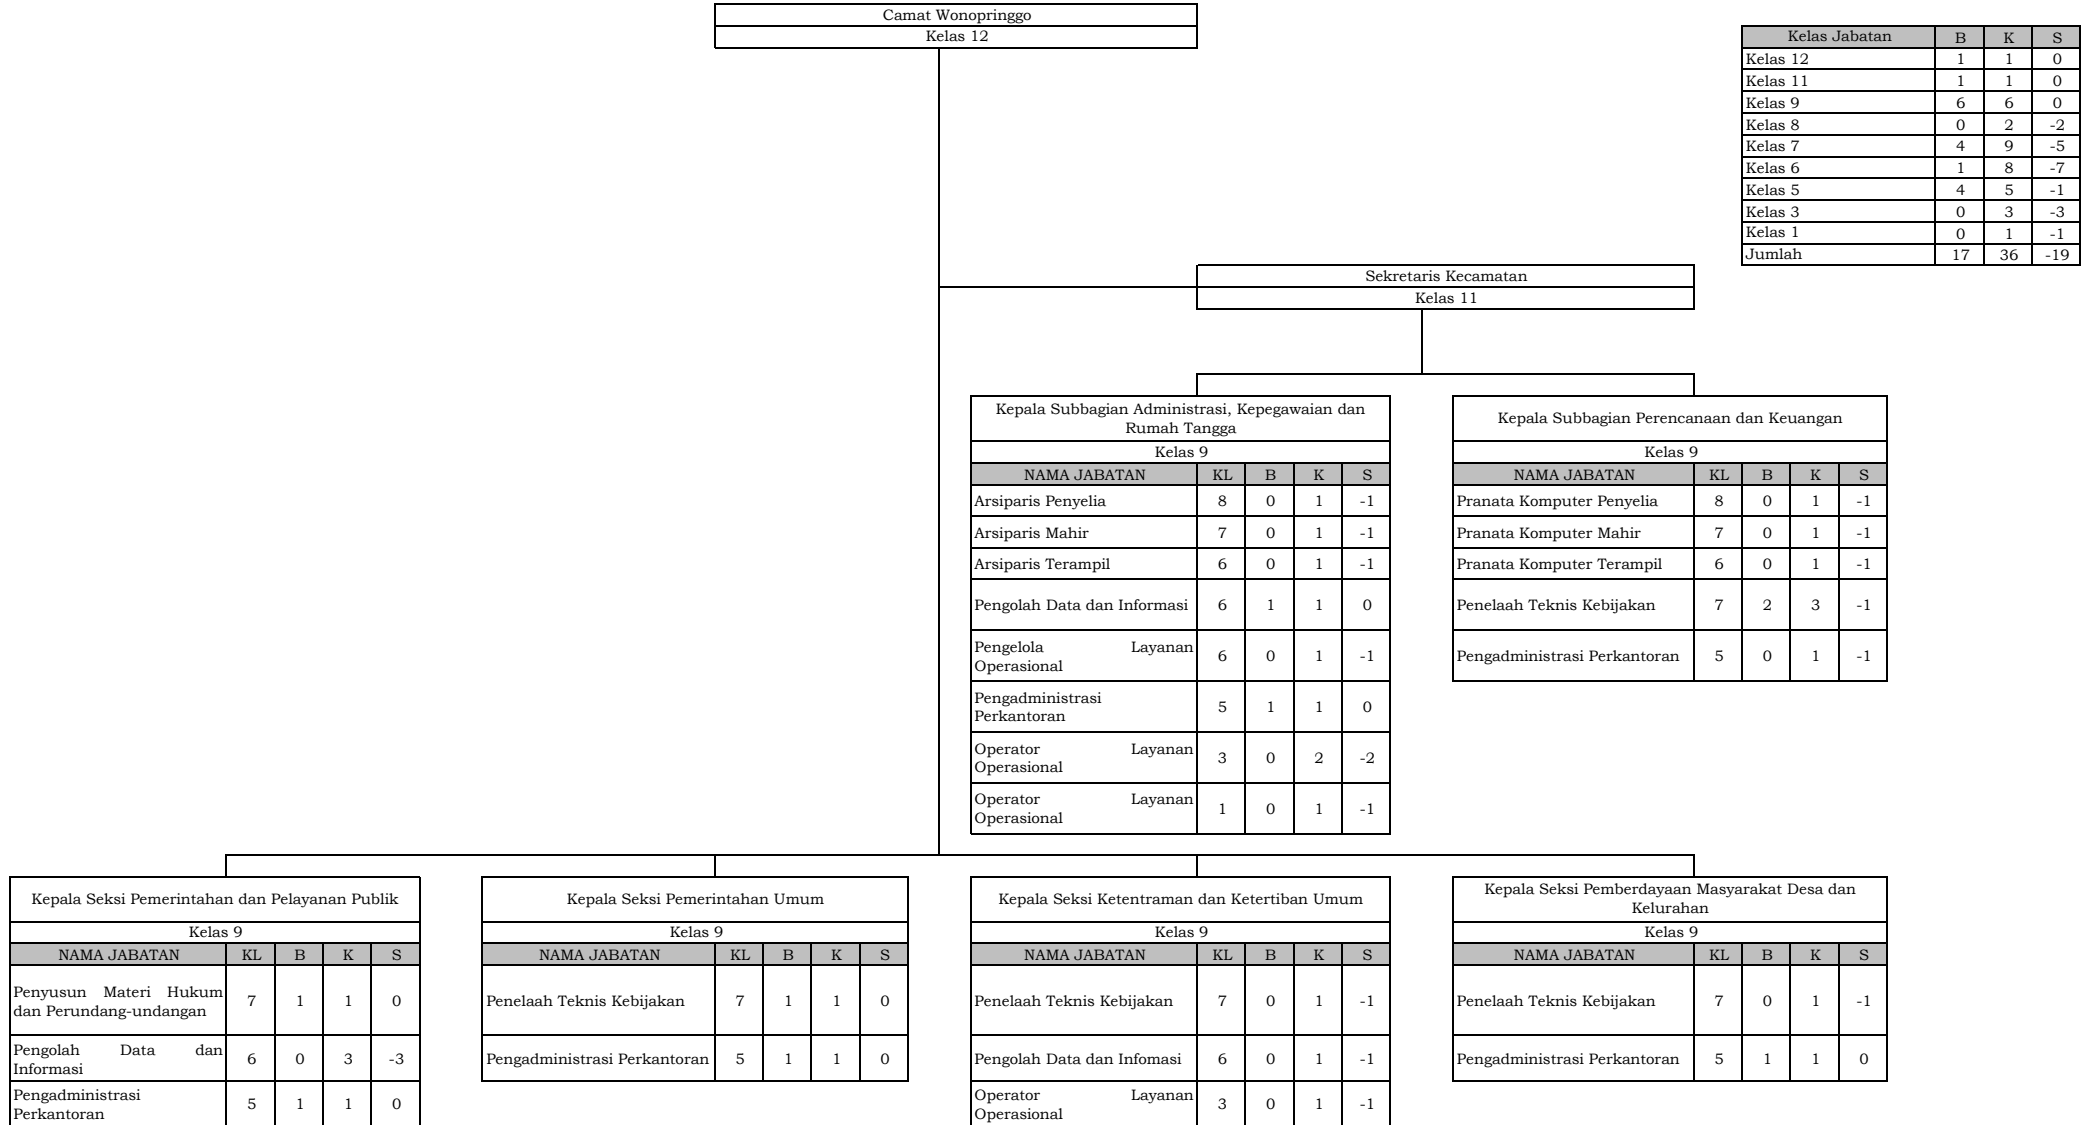 Camat Wonopringgo
Kelas 12
Kelas Jabatan B K S
Kelas 12 1 1 0
Kelas 11 1 1 0
Kelas 9 6 6 0
Kelas 8 0 2 -2
Kelas 7 4 9 -5
Kelas 6 1 8 -7
Kelas 5 4 5 -1
Kelas 3 0 3 -3
Kelas 1 0 1 -1
Jumlah 17 36 -19
Sekretaris Kecamatan
Kelas 11
Kepala Subbagian Administrasi, Kepegawaian dan
Rumah Tangga
Kelas 9
NAMA JABATAN KL B K S
Arsiparis Penyelia 8 0 1 -1
Arsiparis Mahir 7 0 1 -1
Arsiparis Terampil 6 0 1 -1
Pengolah Data dan Informasi 6 1 1 0
Pengelola Layanan
Operasional 6 0 1 -1
Pengadministrasi
Perkantoran 5 1 1 0
Operator Layanan
Operasional 3 0 2 -2
Operator Layanan
Operasional 1 0 1 -1
Kepala Subbagian Perencanaan dan Keuangan
Kelas 9
NAMA JABATAN KL B K S
Pranata Komputer Penyelia 8 0 1 -1
Pranata Komputer Mahir 7 0 1 -1
Pranata Komputer Terampil 6 0 1 -1
Penelaah Teknis Kebijakan 7 2 3 -1
Pengadministrasi Perkantoran 5 0 1 -1
Kepala Seksi Pemerintahan dan Pelayanan Publik
Kelas 9
NAMA JABATAN KL B K S
Penyusun Materi Hukum
dan Perundang-undangan 7 1 1 0
Pengolah Data dan
Informasi 6 0 3 -3
Pengadministrasi
Perkantoran 5 1 1 0
Kepala Seksi Pemerintahan Umum
Kelas 9
NAMA JABATAN KL B K S
Penelaah Teknis Kebijakan 7 1 1 0
Pengadministrasi Perkantoran 5 1 1 0
Kepala Seksi Ketentraman dan Ketertiban Umum
Kelas 9
NAMA JABATAN KL B K S
Penelaah Teknis Kebijakan 7 0 1 -1
Pengolah Data dan Infomasi 6 0 1 -1
Operator Layanan
Operasional 3 0 1 -1
Kepala Seksi Pemberdayaan Masyarakat Desa dan
Kelurahan
Kelas 9
NAMA JABATAN KL B K S
Penelaah Teknis Kebijakan 7 0 1 -1
Pengadministrasi Perkantoran 5 1 1 0